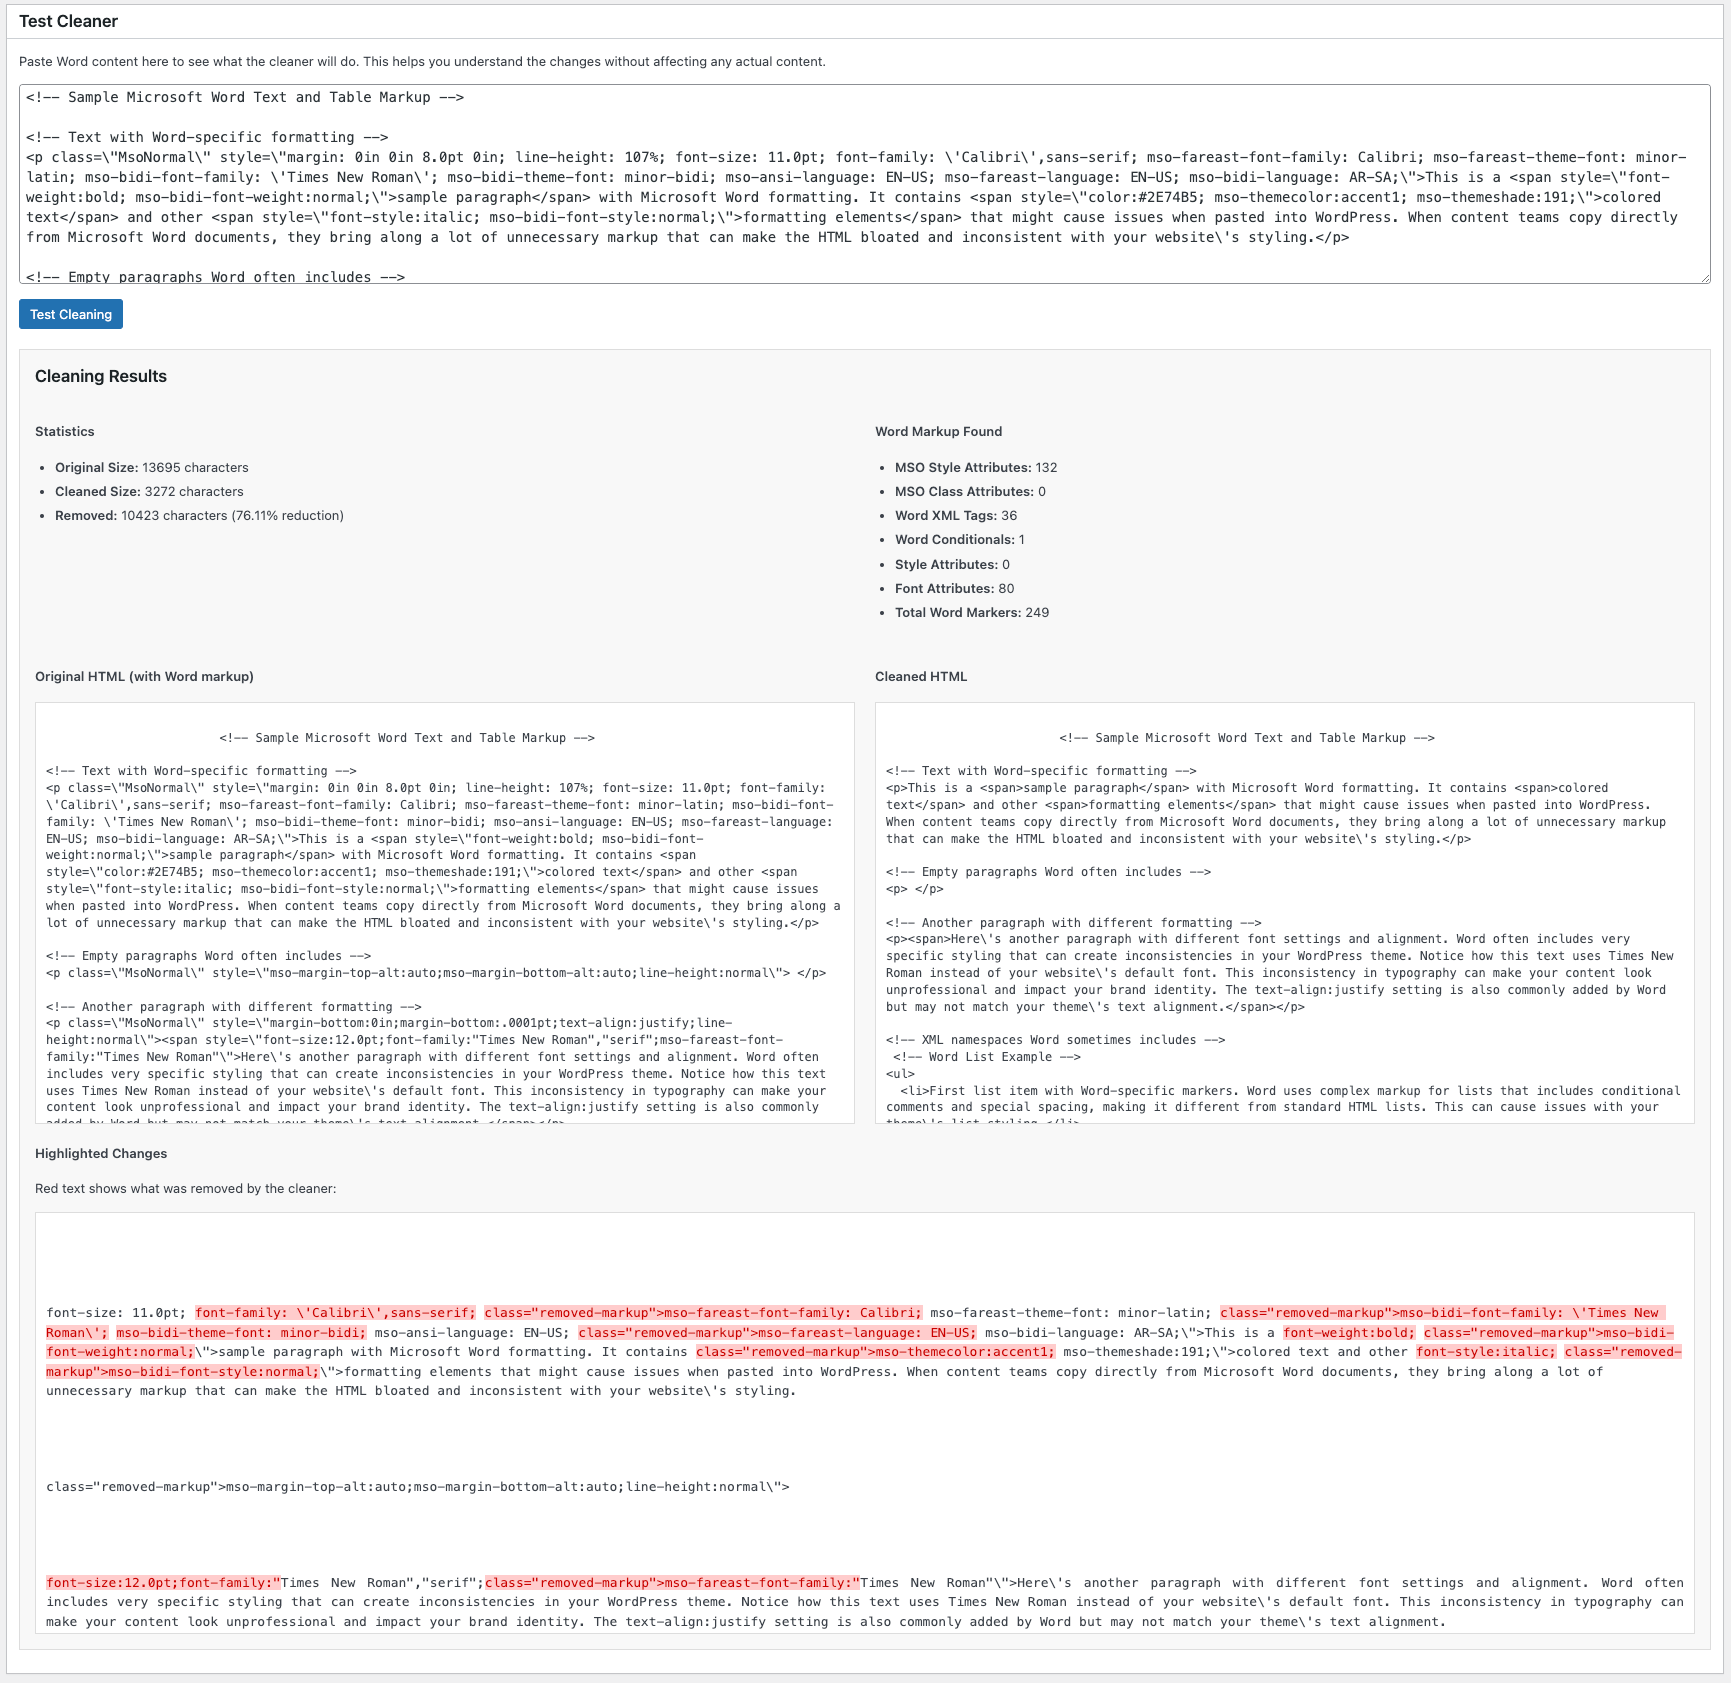 Test Cleaner
Paste Word content here to see what the cleaner will do. This helps you understand the changes without affecting any actual content.
<!-- Sample Microsoft Word Text and Table Markup -->
<!-- Text with Word-specific formatting -->
<p class=\"MsoNormal\" style=\"margin: 0in 0in 8.0pt 0in; line-height: 107%; font-size: 11.0pt; font-family: \'Calibri\',sans-serif; mso-fareast-font-family: Calibri; mso-fareast-theme-font: minor-
latin; mso-bidi-font-family: \'Times New Roman\'; mso-bidi-theme-font: minor-bidi; mso-ansi-language: EN-US; mso-fareast-language: EN-US; mso-bidi-language: AR-SA;\">This is a <span style=\"font-
weight:bold; mso-bidi-font-weight:normal;\">sample paragraph</span> with Microsoft Word formatting. It contains <span style=\"color:#2E74B5; mso-themecolor:accent1; mso-themeshade:191;\">colored
text</span> and other <span style=\"font-style:italic; mso-bidi-font-style:normal;\">formatting elements</span> that might cause issues when pasted into WordPress. When content teams copy directly
from Microsoft Word documents, they bring along a lot of unnecessary markup that can make the HTML bloated and inconsistent with your website\'s styling.</p>
<!-- Empty paragraphs Word often includes -->
Test Cleaning
Cleaning Results
Statistics
• Original Size: 13695 characters
• Cleaned Size: 3272 characters
• Removed: 10423 characters (76.11% reduction)
Word Markup Found
• MSO Style Attributes: 132
• MSO Class Attributes: 0
• Word XML Tags: 36
• Word Conditionals: 1
• Style Attributes: 0
• Font Attributes: 80
• Total Word Markers: 249
Original HTML (with Word markup)
<!-- Sample Microsoft Word Text and Table Markup -->
<!-- Text with Word-specific formatting -->
<p class=\"MsoNormal\" style=\"margin: 0in 0in 8.0pt 0in; line-height: 107%; font-size: 11.0pt; font-family:
\'Calibri\',sans-serif; mso-fareast-font-family: Calibri; mso-fareast-theme-font: minor-latin; mso-bidi-font-
family: \'Times New Roman\'; mso-bidi-theme-font: minor-bidi; mso-ansi-language: EN-US; mso-fareast-language:
EN-US; mso-bidi-language: AR-SA;\">This is a <span style=\"font-weight:bold; mso-bidi-font-
weight:normal;\">sample paragraph</span> with Microsoft Word formatting. It contains <span
style=\"color:#2E74B5; mso-themecolor:accent1; mso-themeshade:191;\">colored text</span> and other <span
style=\"font-style:italic; mso-bidi-font-style:normal;\">formatting elements</span> that might cause issues
when pasted into WordPress. When content teams copy directly from Microsoft Word documents, they bring along a
lot of unnecessary markup that can make the HTML bloated and inconsistent with your website\'s styling.</p>
<!-- Empty paragraphs Word often includes -->
<p class=\"MsoNormal\" style=\"mso-margin-top-alt:auto;mso-margin-bottom-alt:auto;line-height:normal\"> </p>
<!-- Another paragraph with different formatting -->
<p class=\"MsoNormal\" style=\"margin-bottom:0in;margin-bottom:.0001pt;text-align:justify;line-
height:normal\"><span style=\"font-size:12.0pt;font-family:"Times New Roman","serif";mso-fareast-font-
family:"Times New Roman"\">Here\'s another paragraph with different font settings and alignment. Word often
includes very specific styling that can create inconsistencies in your WordPress theme. Notice how this text
uses Times New Roman instead of your website\'s default font. This inconsistency in typography can make your
content look unprofessional and impact your brand identity. The text-align:justify setting is also commonly
added by Word but may not match your theme\'s text alignment.</span></p>
Cleaned HTML
<!-- Sample Microsoft Word Text and Table Markup -->
<!-- Text with Word-specific formatting -->
<p>This is a <span>sample paragraph</span> with Microsoft Word formatting. It contains <span>colored
text</span> and other <span>formatting elements</span> that might cause issues when pasted into WordPress.
When content teams copy directly from Microsoft Word documents, they bring along a lot of unnecessary markup
that can make the HTML bloated and inconsistent with your website\'s styling.</p>
<!-- Empty paragraphs Word often includes -->
<p> </p>
<!-- Another paragraph with different formatting -->
<p><span>Here\'s another paragraph with different font settings and alignment. Word often includes very
specific styling that can create inconsistencies in your WordPress theme. Notice how this text uses Times New
Roman instead of your website\'s default font. This inconsistency in typography can make your content look
unprofessional and impact your brand identity. The text-align:justify setting is also commonly added by Word
but may not match your theme\'s text alignment.</span></p>
<!-- XML namespaces Word sometimes includes -->
<!-- Word List Example -->
<ul>
<li>First list item with Word-specific markers. Word uses complex markup for lists that includes conditional
comments and special spacing, making it different from standard HTML lists. This can cause issues with your
theme\'s list styling.</li>
Highlighted Changes
Red text shows what was removed by the cleaner:
font-size: 11.0pt; font-family: \'Calibri\',sans-serif; class="removed-markup">mso-fareast-font-family: Calibri; mso-fareast-theme-font: minor-latin; class="removed-markup">mso-bidi-font-family: \'Times New
Roman\'; mso-bidi-theme-font: minor-bidi; mso-ansi-language: EN-US; class="removed-markup">mso-fareast-language: EN-US; mso-bidi-language: AR-SA;\">This is a font-weight:bold; class="removed-markup">mso-bidi-
font-weight:normal;\">sample paragraph with Microsoft Word formatting. It contains class="removed-markup">mso-themecolor:accent1; mso-themeshade:191;\">colored text and other font-style:italic; class="removed-
markup">mso-bidi-font-style:normal;\">formatting elements that might cause issues when pasted into WordPress. When content teams copy directly from Microsoft Word documents, they bring along a lot of
unnecessary markup that can make the HTML bloated and inconsistent with your website\'s styling.
class="removed-markup">mso-margin-top-alt:auto;mso-margin-bottom-alt:auto;line-height:normal\">
font-size:12.0pt;font-family:"Times New Roman","serif";class="removed-markup">mso-fareast-font-family:"Times New Roman"\">Here\'s another paragraph with different font settings and alignment. Word often
includes very specific styling that can create inconsistencies in your WordPress theme. Notice how this text uses Times New Roman instead of your website\'s default font. This inconsistency in typography can
make your content look unprofessional and impact your brand identity. The text-align:justify setting is also commonly added by Word but may not match your theme\'s text alignment.